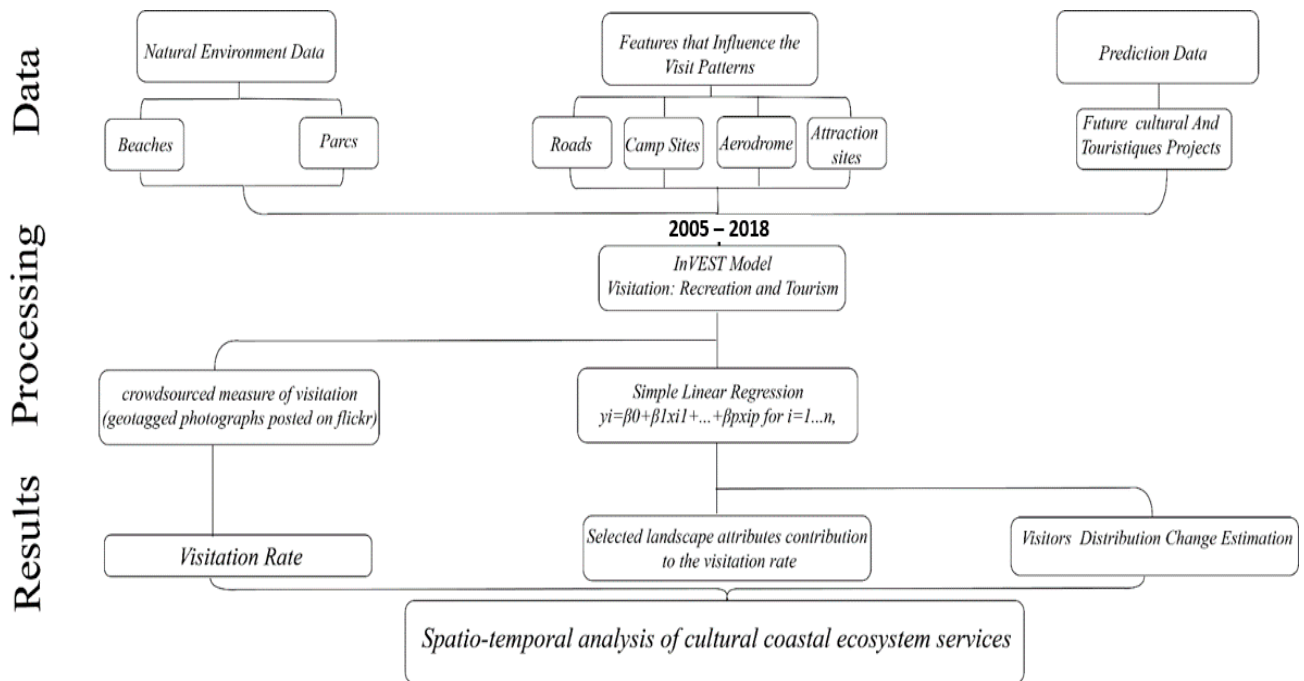 Data
Natural Environment Data
Features that Influence the
Visit Patterns
Prediction Data
Beaches
Parcs
Roads
Camp Sites
Aerodrome
Attraction
sites
Future cultural And
Touristiques Projects
2005 – 2018
Processing
InVEST Model
Visitation: Recreation and Tourism
crowdsourced measure of visitation
(geotagged photographs posted on flickr)
Simple Linear Regression
yi=β0+β1xi1+...+βpxip for i=1...n,
Results
Visitation Rate
Selected landscape attributes contribution
to the visitation rate
Visitors Distribution Change Estimation
Spatio-temporal analysis of cultural coastal ecosystem services